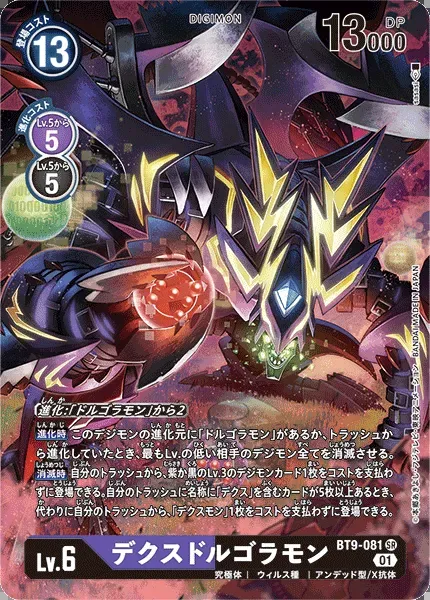 登場コスト
13
DIGIMON
DP
13000
進化コスト
Lv.5から
5
Lv.5から
5
進化:「ドルゴラモン」から2
進化時 このデジモンの進化元に「ドルゴラモン」があるか、トラッシュか
ら進化していたとき、最もLv.の低い相手のデジモン全てを消滅させる。
消滅時 自分のトラッシュから、紫か黒のLv.3のデジモンカード1枚をコストを支払わ
ずに登場できる。自分のトラッシュに名称に「デクス」を含むカードが5枚以上あるとき、
代わりに自分のトラッシュから、「デクスモン」1枚をコストを支払わずに登場できる。
Lv.6
デクスドルゴラモン
BT9-081 SR
01
究極体 | ウィルス種 | アンデッド型/X抗体
BANDAI MADE IN JAPAN